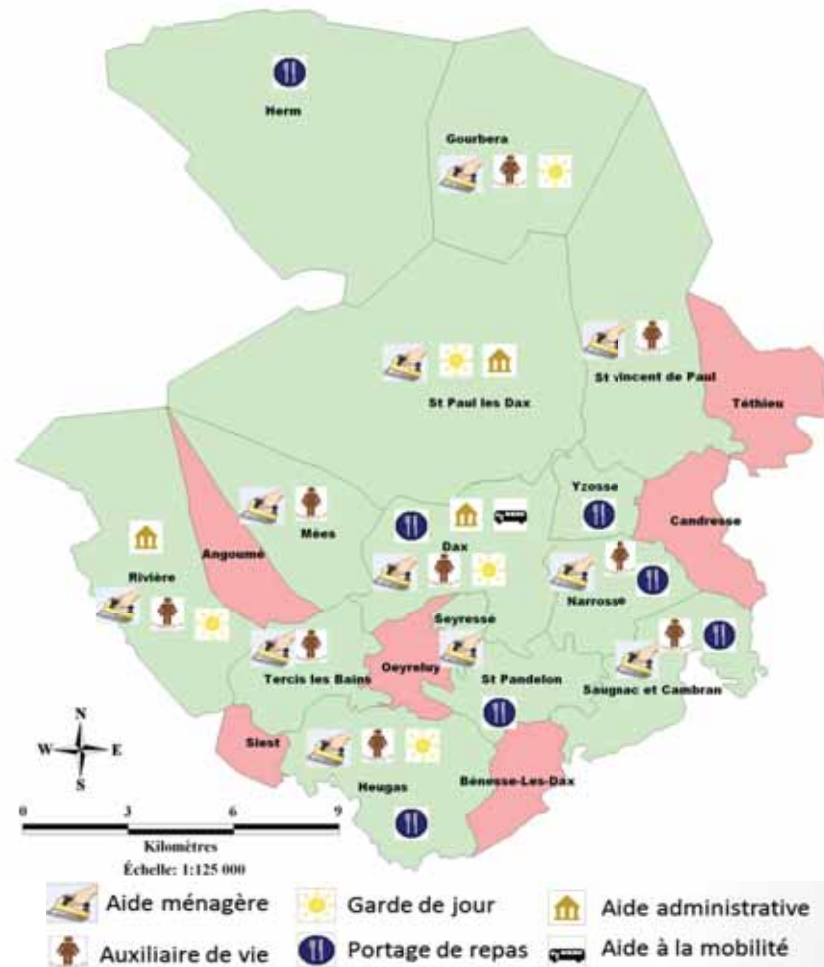 Herm
Gourbera
St Vincent de Paul
St Paul les Dax
Téthieu
Yzosse
Candresse
Mées
Dax
Angoumé
Rivière
Narrosse
Seyresse
Oeyreluy
Tercis les Bains
St Pandelon
Saugnac et Cambran
N
W E
S
Siest
Heugas
Bénesse-Les-Dax
0 3 6 9
Kilomètres
Échelle: 1:125 000
Aide ménagère Garde de jour Aide administrative
Auxiliaire de vie Portage de repas Aide à la mobilité